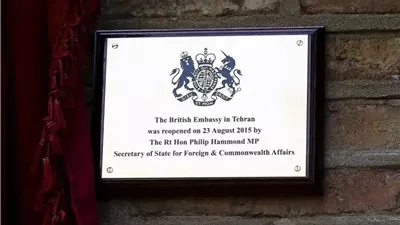 The British Embassy in Tehran
was reopened on 23 August 2015 by
The Rt Hon Philip Hammond MP
Secretary of State for Foreign & Commonwealth Affairs